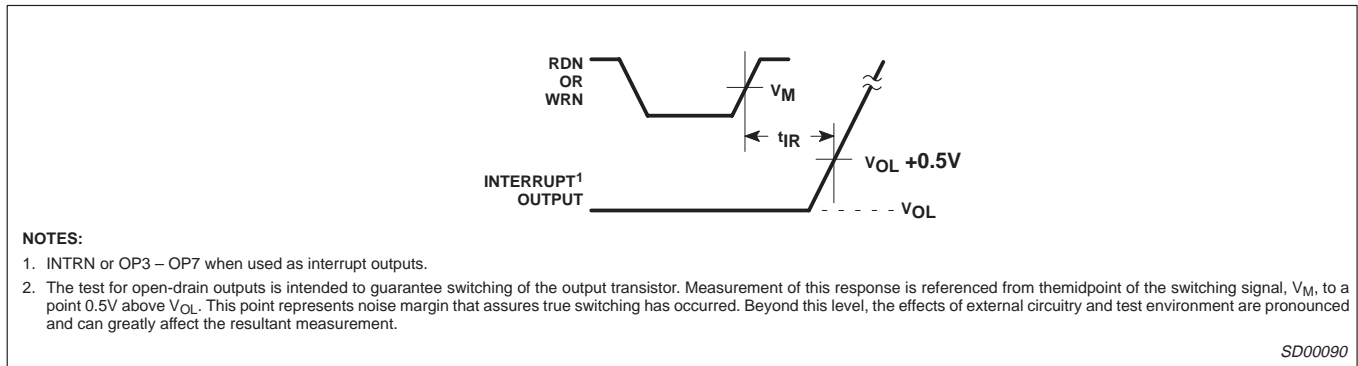 RDN
OR
WRN
VM
tIR
VOL +0.5V
INTERRUPT1
OUTPUT
VOL
NOTES:
1. INTRN or OP3 – OP7 when used as interrupt outputs.
2. The test for open-drain outputs is intended to guarantee switching of the output transistor. Measurement of this response is referenced from themidpoint of the switching signal, VM, to a
point 0.5V above VOL. This point represents noise margin that assures true switching has occurred. Beyond this level, the effects of external circuitry and test environment are pronounced
and can greatly affect the resultant measurement.
SD00090